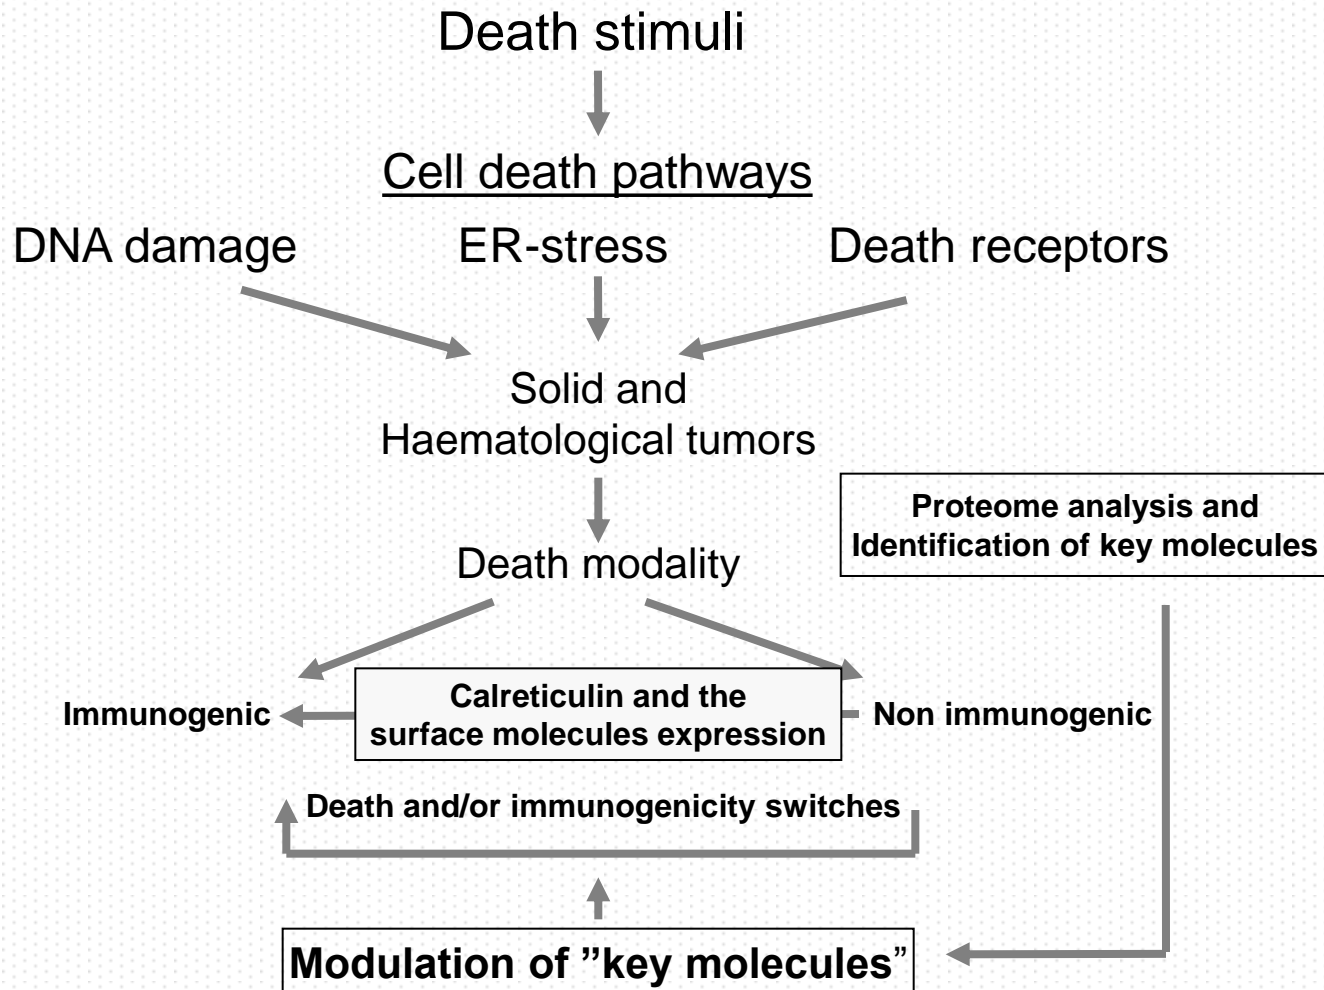 Death stimuli
Cell death pathways
DNA damage
ER-stress
Death receptors
Solid and
Haematological tumors
Proteome analysis and
Identification of key molecules
Death modality
Immunogenic
Calreticulin and the
surface molecules expression
Non immunogenic
Death and/or immunogenicity switches
Modulation of ”key molecules”